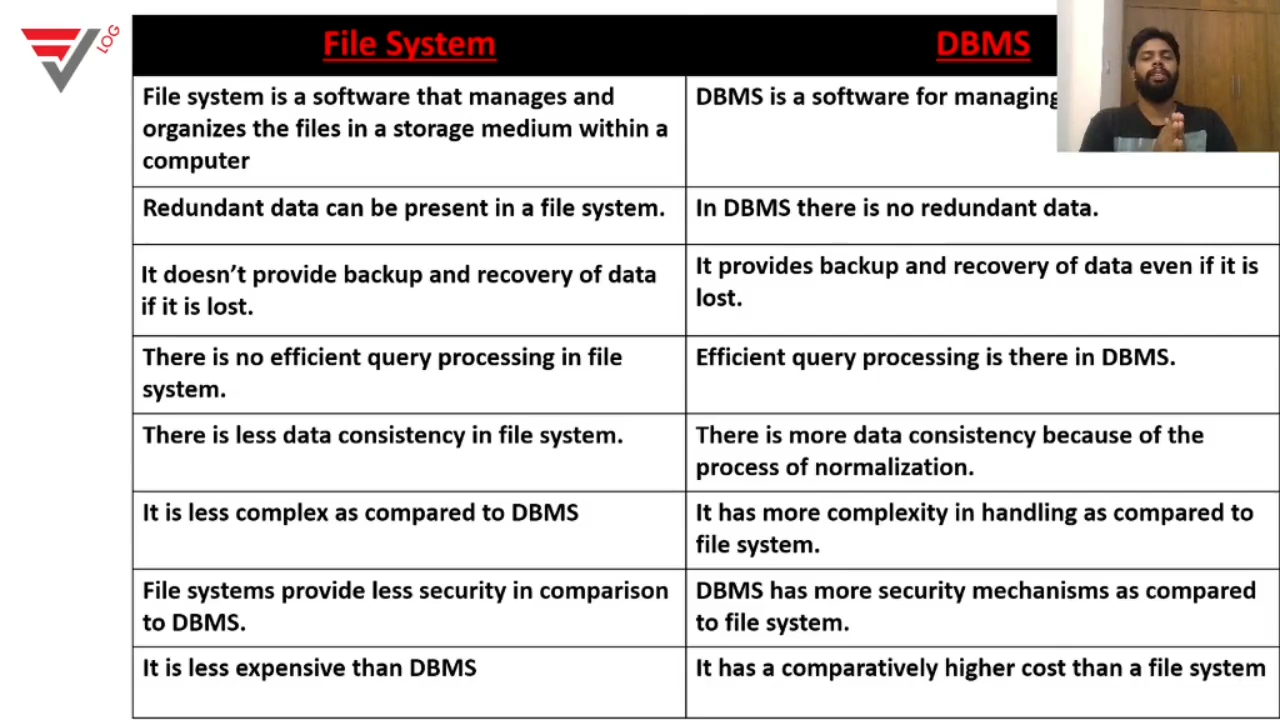 LOG
File System
DBMS
File system is a software that manages and
organizes the files in a storage medium within a
computer
DBMS is a software for managing
Redundant data can be present in a file system.
In DBMS there is no redundant data.
It doesn’t provide backup and recovery of data
if it is lost.
It provides backup and recovery of data even if it is
lost.
There is no efficient query processing in file
system.
Efficient query processing is there in DBMS.
There is less data consistency in file system.
There is more data consistency because of the
process of normalization.
It is less complex as compared to DBMS
It has more complexity in handling as compared to
file system.
File systems provide less security in comparison
to DBMS.
DBMS has more security mechanisms as compared
to file system.
It is less expensive than DBMS
It has a comparatively higher cost than a file system